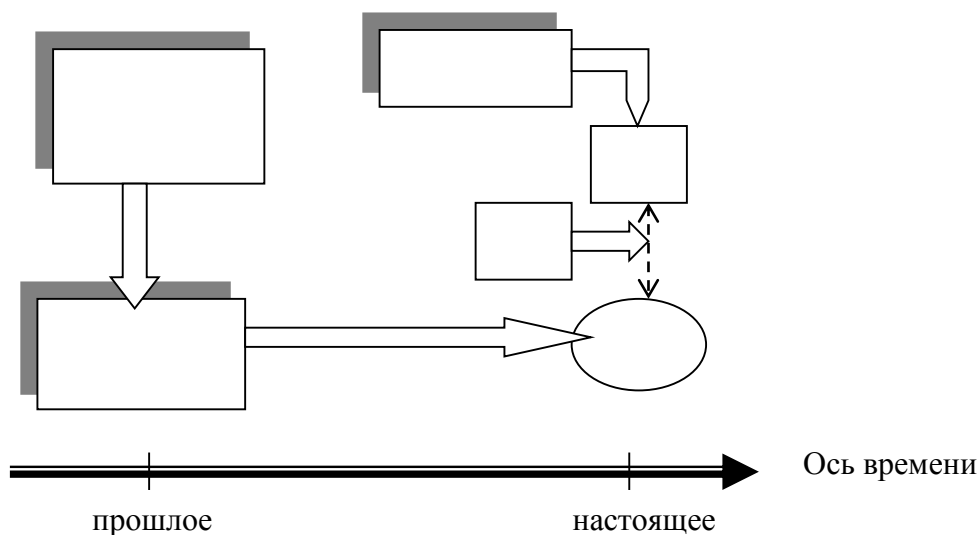 Ось времени
прошлое
настоящее